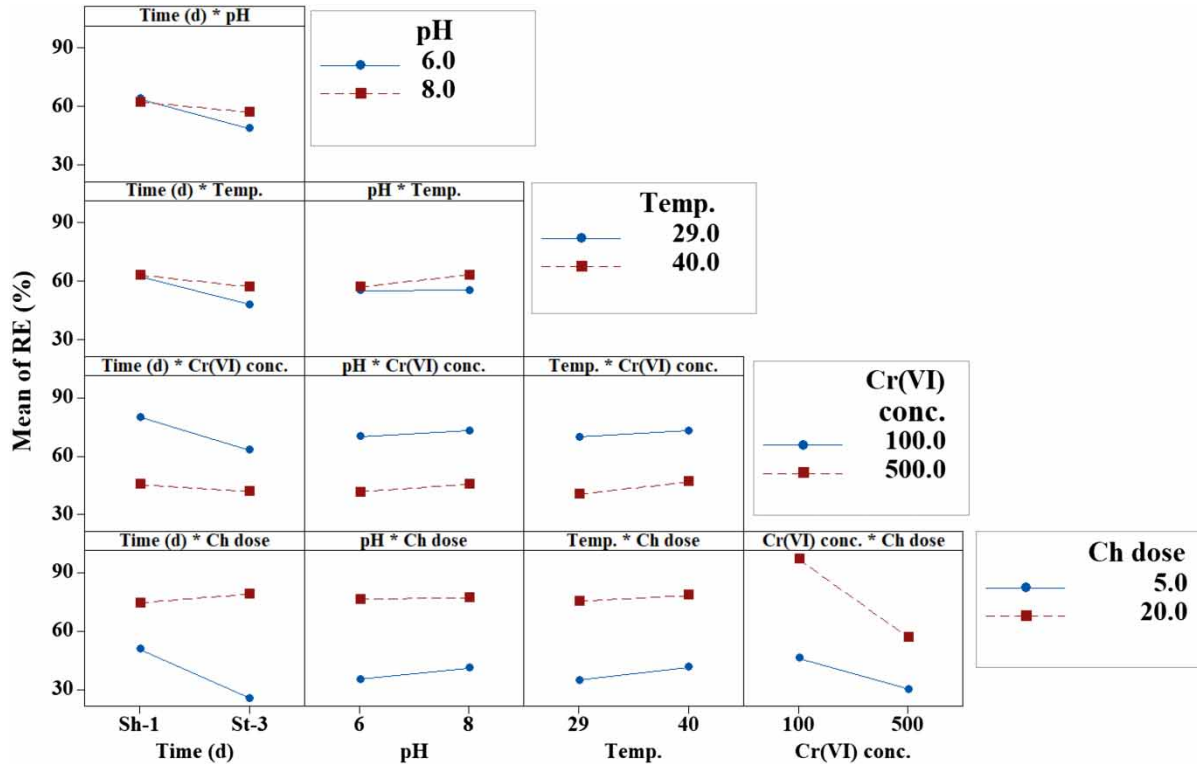 Time (d) * pH
90
60
30
pH
6.0
8.0
Time (d) * Temp.
pH * Temp.
90
60
30
Temp.
29.0
40.0
Mean of RE (%)
Time (d) * Cr(VI) conc.
pH * Cr(VI) conc.
Temp. * Cr(VI) conc.
90
60
30
Cr(VI)
conc.
100.0
500.0
Time (d) * Ch dose
pH * Ch dose
Temp. * Ch dose
Cr(VI) conc. * Ch dose
90
60
30
Ch dose
5.0
20.0
Sh-1 St-3
6 8
29 40
100 500
Time (d)
pH
Temp.
Cr(VI) conc.